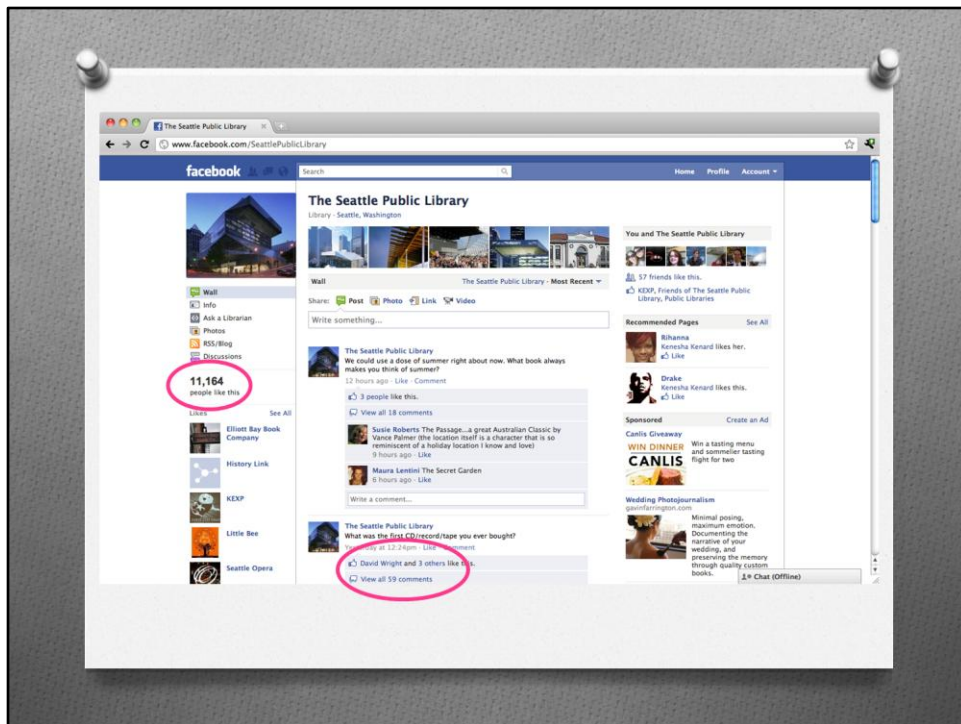 The Seattle Public Library
www.facebook.com/SeattlePublicLibrary
facebook
Search
Home Profile Account
The Seattle Public Library
Library · Seattle, Washington
Wall
Info
Ask a Librarian
Photos
RSS/Blog
Discussions
11,164
people like this
Likes See All
Elliott Bay Book
Company
History Link
KEXP
Little Bee
Seattle Opera
Wall The Seattle Public Library · Most Recent
Share: Post Photo Link Video
Write something...
The Seattle Public Library
We could use a dose of summer right about now. What book always
makes you think of summer?
12 hours ago · Like · Comment
3 people like this.
View all 18 comments
Susie Roberts The Passage...a great Australian Classic by
Vance Palmer (the location itself is a character that is so
reminiscent of a holiday location I know and love)
9 hours ago · Like
Maura Lentini The Secret Garden
6 hours ago · Like
Write a comment...
The Seattle Public Library
What was the first CD/record/tape you ever bought?
Yesterday at 12:24pm · Like · Comment
David Wright and 3 others like this.
View all 59 comments
You and The Seattle Public Library
57 friends like this.
KEXP, Friends of The Seattle Public
Library, Public Libraries
Recommended Pages See All
Rihanna
Kenesha Kenard likes her.
Like
Drake
Kenesha Kenard likes this.
Like
Sponsored Create an Ad
Canlis Giveaway
WIN DINNER
CANLIS
Win a tasting menu
and sommelier tasting
flight for two
Wedding Photojournalism
gavinfarrington.com
Minimal posing,
maximum emotion.
Documenting the
narrative of your
wedding, and
preserving the memory
through quality custom
books.
Chat (Offline)